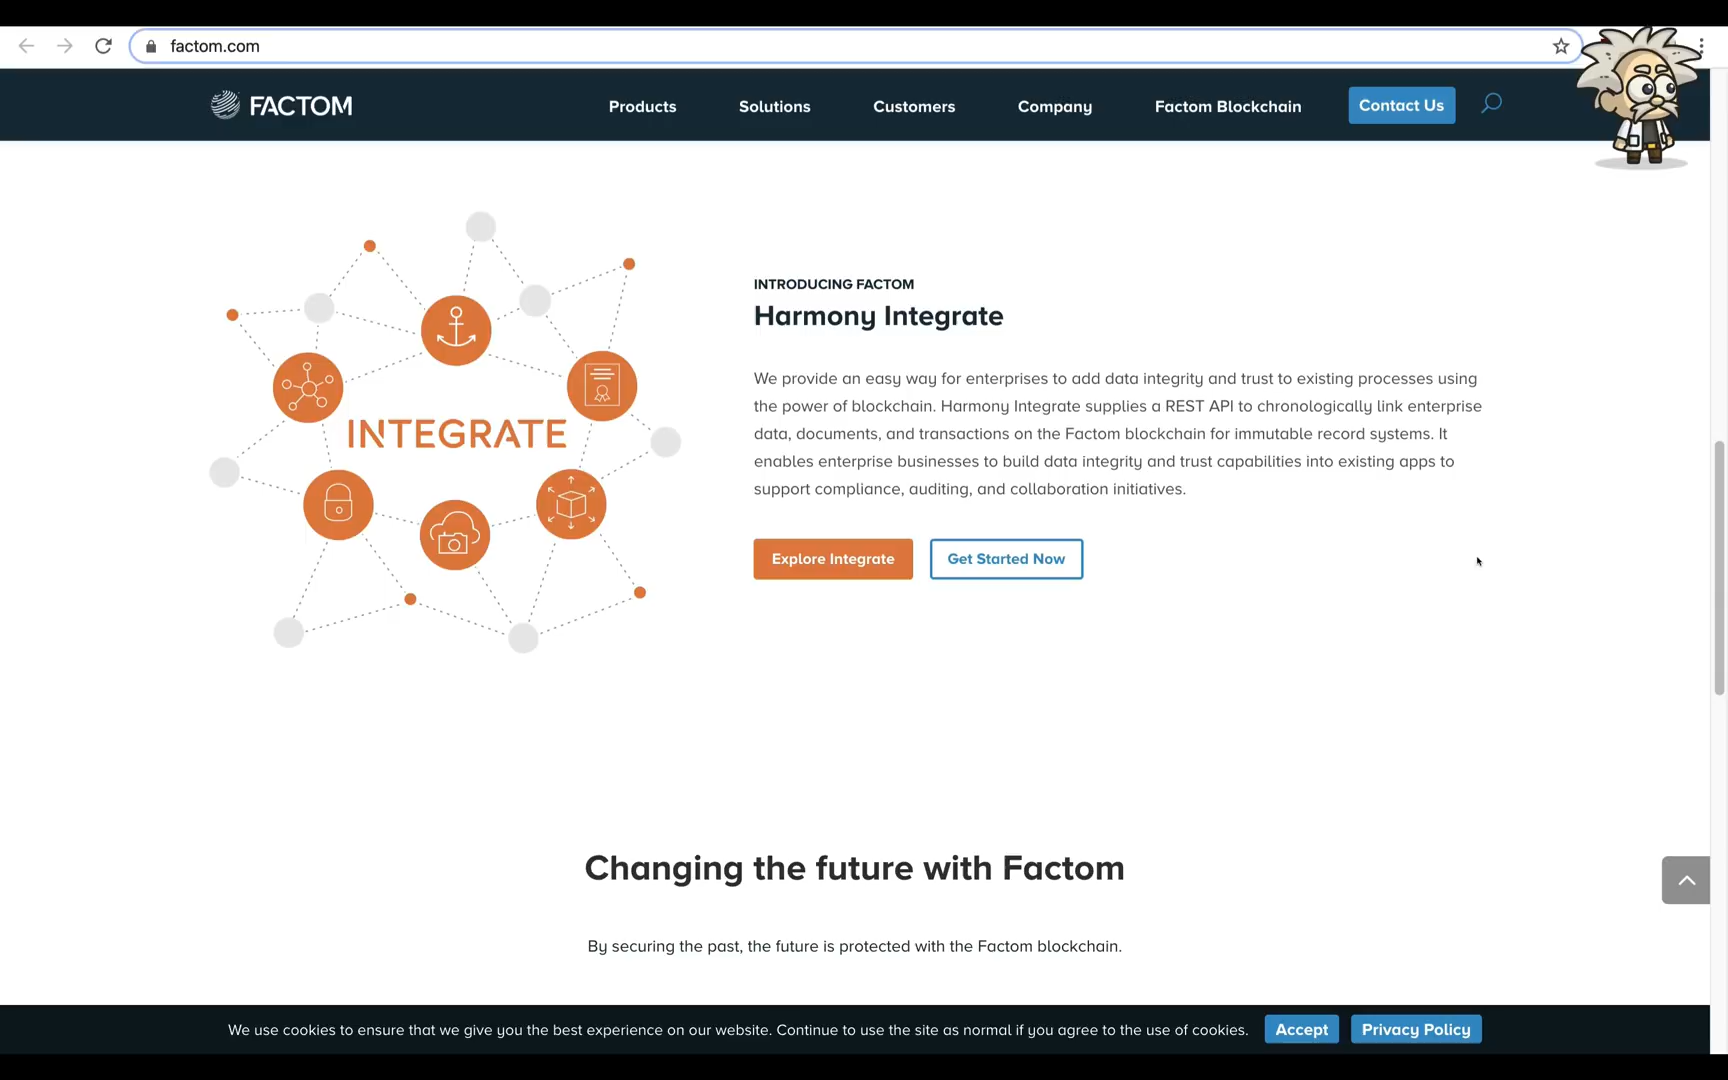 factom.com
FACTOM
Products Solutions Customers Company Factom Blockchain Contact Us
INTEGRATE
INTRODUCING FACTOM
Harmony Integrate
We provide an easy way for enterprises to add data integrity and trust to existing processes using
the power of blockchain. Harmony Integrate supplies a REST API to chronologically link enterprise
data, documents, and transactions on the Factom blockchain for immutable record systems. It
enables enterprise businesses to build data integrity and trust capabilities into existing apps to
support compliance, auditing, and collaboration initiatives.
Explore Integrate Get Started Now
Changing the future with Factom
By securing the past, the future is protected with the Factom blockchain.
We use cookies to ensure that we give you the best experience on our website. Continue to use the site as normal if you agree to the use of cookies. Accept Privacy Policy